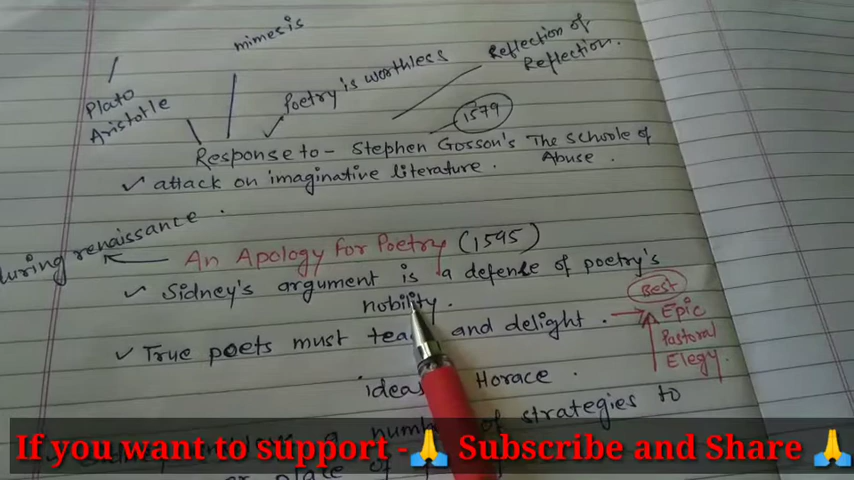 mimesis
Plato
Aristotle
Poetry is worthless
Reflection of
Reflection.
1579
Response to - Stephen Gosson's The Schoole of
Abuse.
✓ attack on imaginative literature.
during renaissance.
An Apology For Poetry (1595)
✓ Sidney's argument is a defense of poetry's
nobility.
Best
✓ True poets must and delight. → Epic
Pastoral
Elegy.
Horace.
of strategies to
If you want to support -🙏 Subscribe and Share 🙏